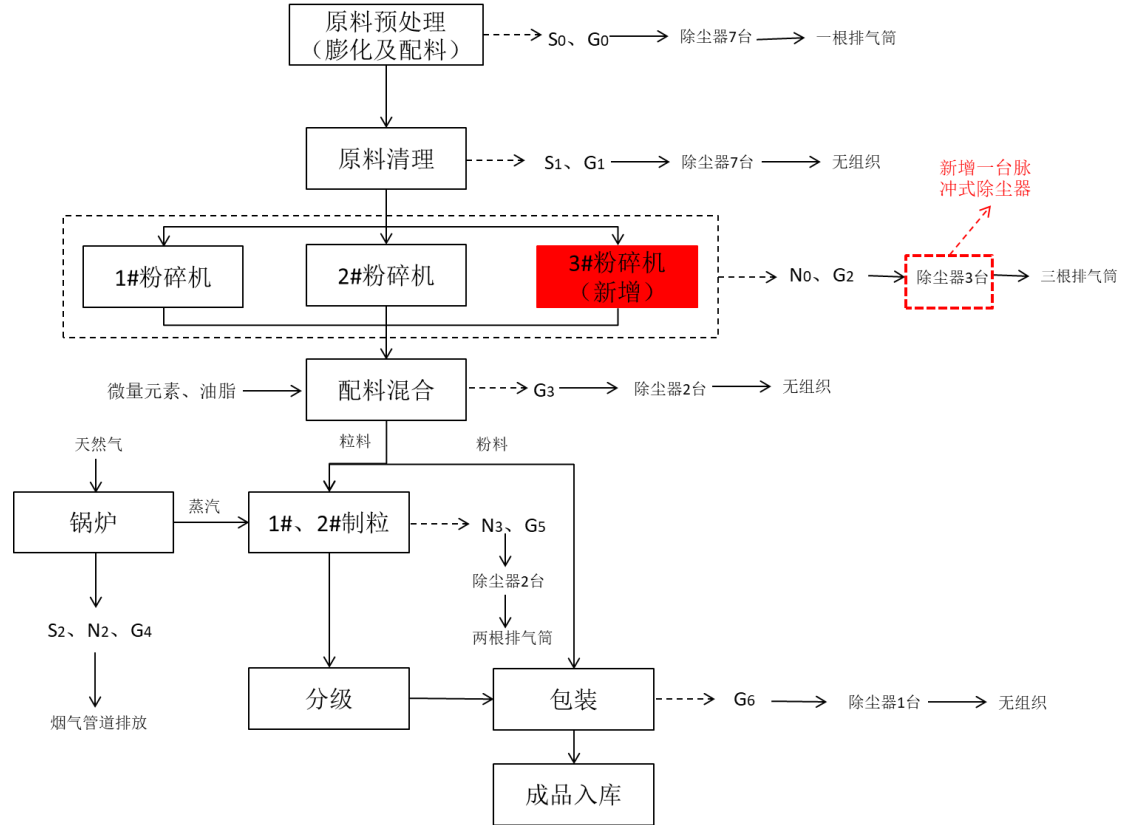 原料预处理
（膨化及配料）
S0、G0
除尘器7台
一根排气筒
原料清理
S1、G1
除尘器7台
无组织
新增一台脉
冲式除尘器
1#粉碎机
2#粉碎机
3#粉碎机
（新增）
N0、G2
除尘器3台
三根排气筒
微量元素、油脂
配料混合
G3
除尘器2台
无组织
粒料
粉料
天然气
锅炉
蒸汽
1#、2#制粒
N3、G5
除尘器2台
两根排气筒
S2、N2、G4
烟气管道排放
分级
包装
G6
除尘器1台
无组织
成品入库